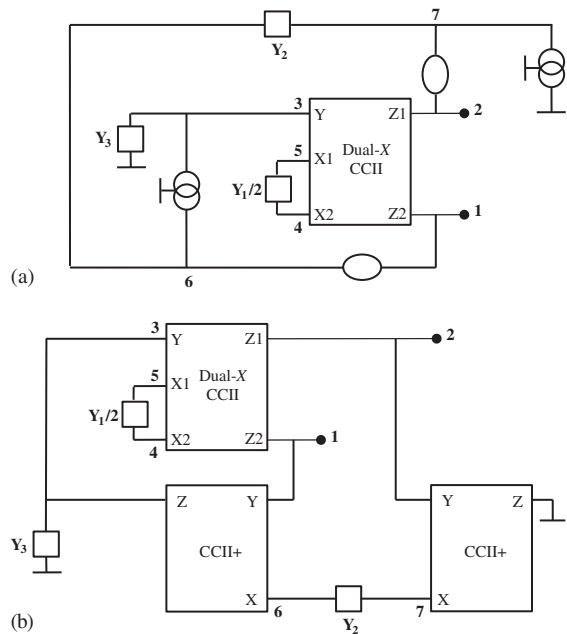 7
Y2
3
Y
Z1
2
Y3
5
X1
Dual-X
CCII
Y1/2
X2
4
Z2
1
6
(a)
3
Y
Z1
2
5
X1
Dual-X
CCII
Y1/2
X2
4
Z2
1
Z
Y
Y
Z
Y3
CCII+
CCII+
X
6
7
X
Y2
(b)